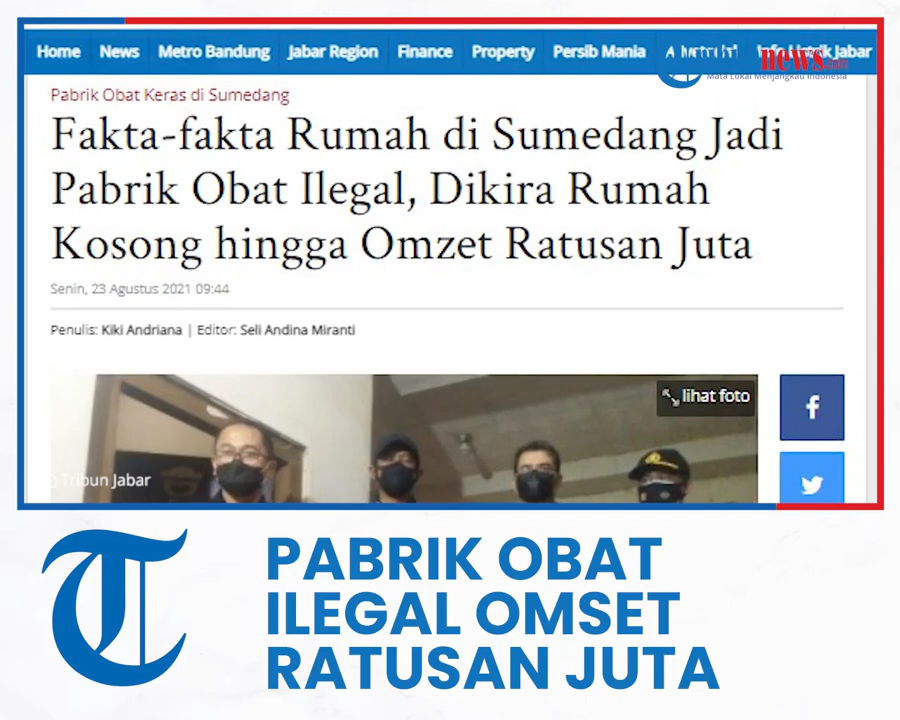 Home News Metro Bandung Jabar Region Finance Property Persib Mania Jabar
news.com
Mata Lokal Menjangkau Indonesia
Pabrik Obat Keras di Sumedang
Fakta-fakta Rumah di Sumedang Jadi
Pabrik Obat Ilegal, Dikira Rumah
Kosong hingga Omzet Ratusan Juta
Senin, 23 Agustus 2021 09:44
Penulis: Kiki Andriana | Editor: Seli Andina Miranti
lihat foto
Tribun Jabar
T PABRIK OBAT
ILEGAL OMSET
RATUSAN JUTA